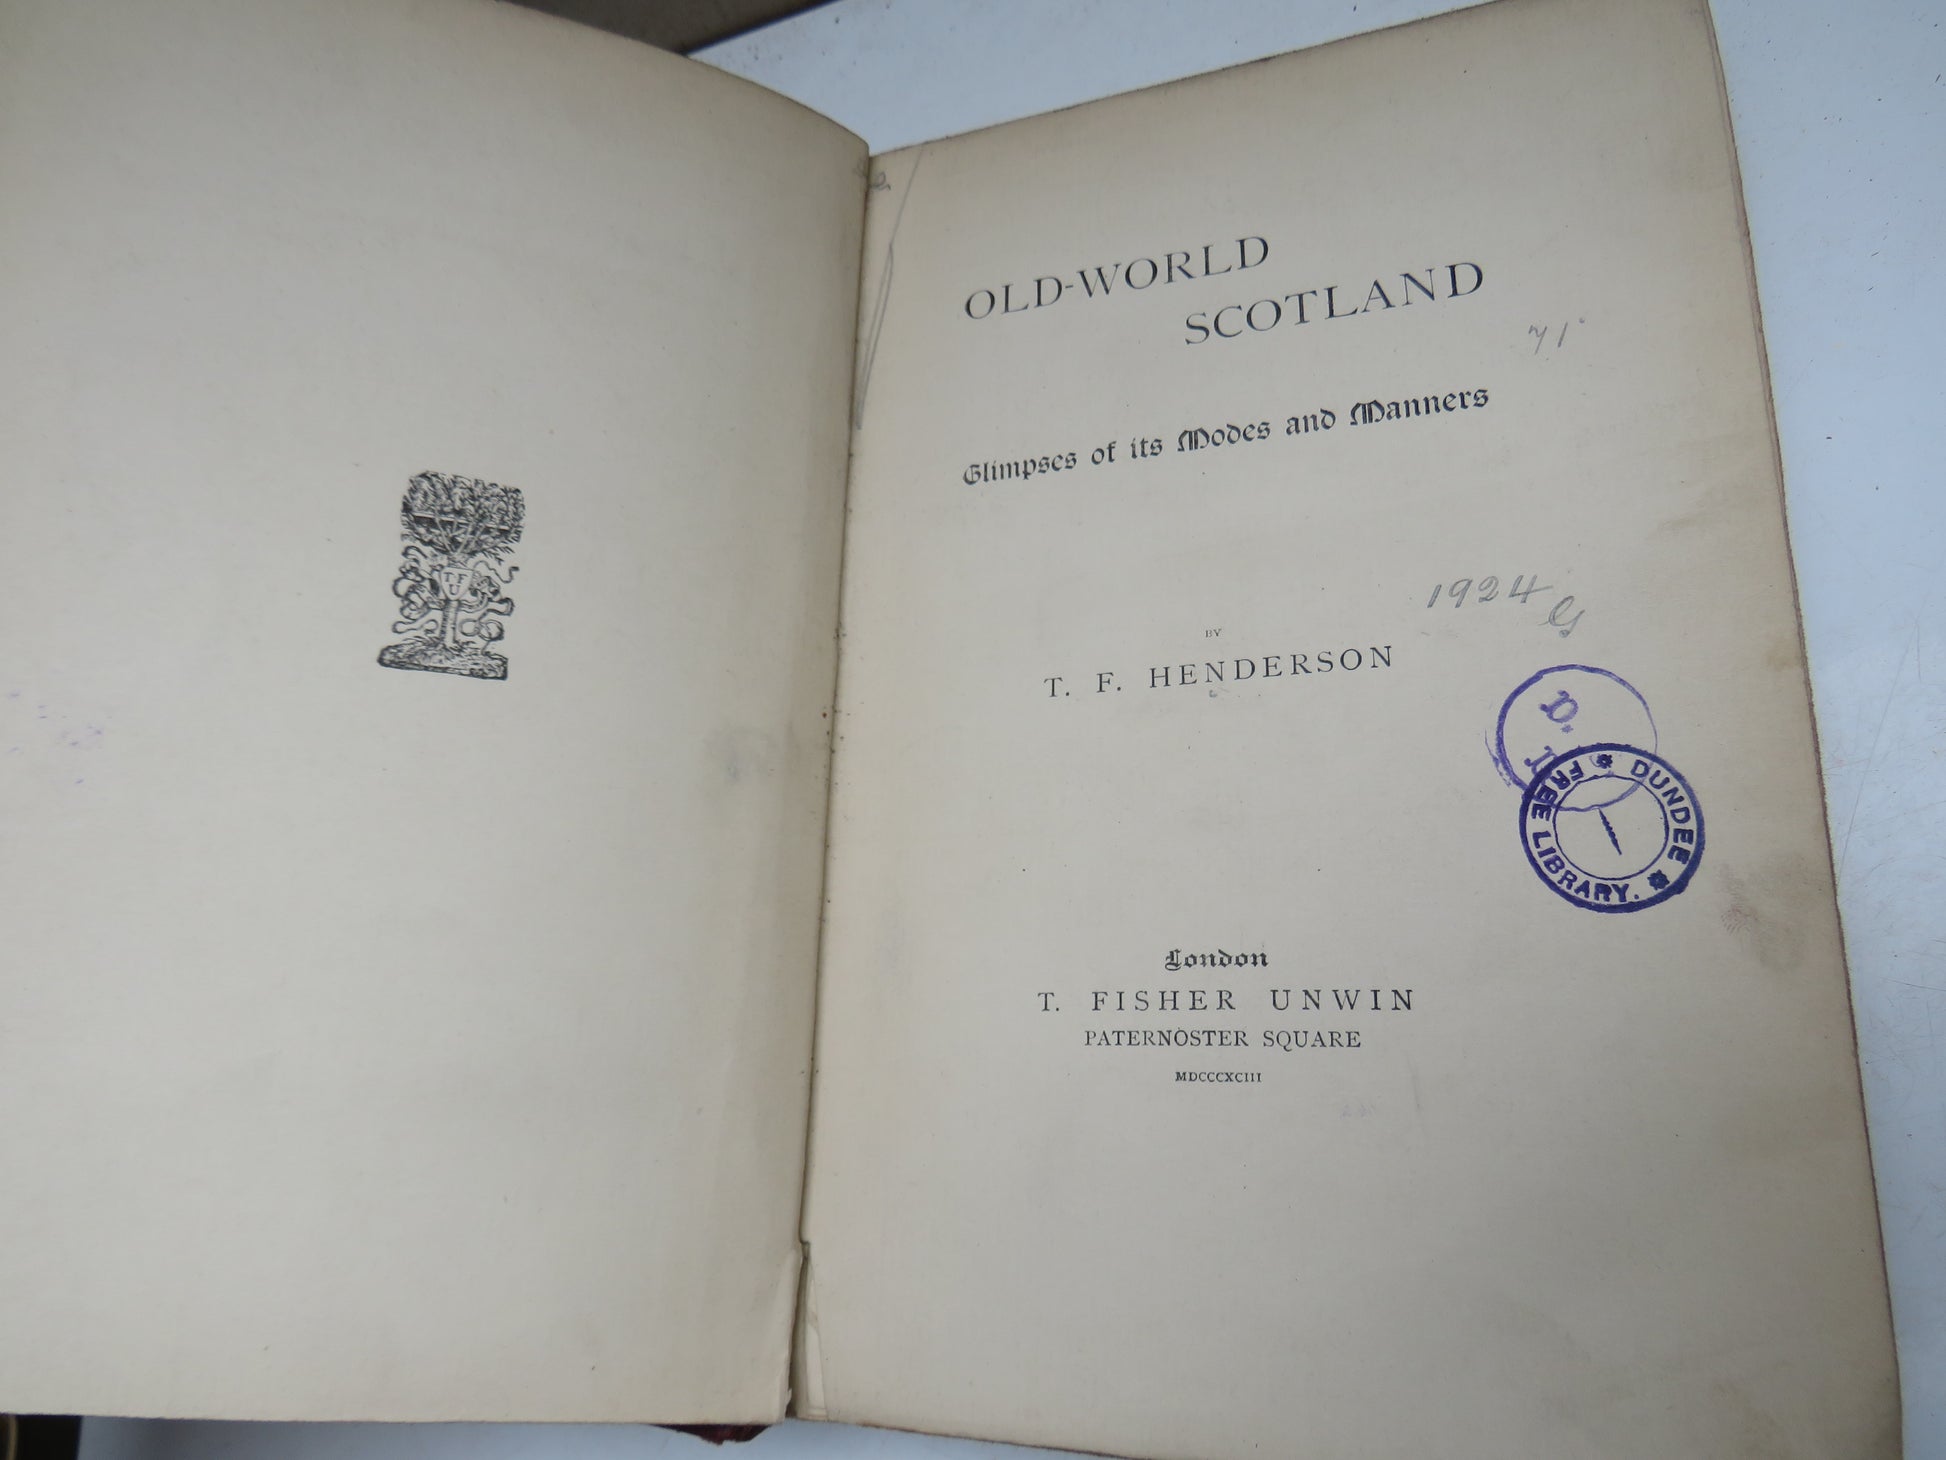 T F
U
OLD-WORLD
SCOTLAND
71
Glimpses of its Modes and Manners
1924
BY
T. F. HENDERSON
D.
DUNDEE
FREE LIBRARY.
London
T. FISHER UNWIN
PATERNOSTER SQUARE
MDCCCXCIII